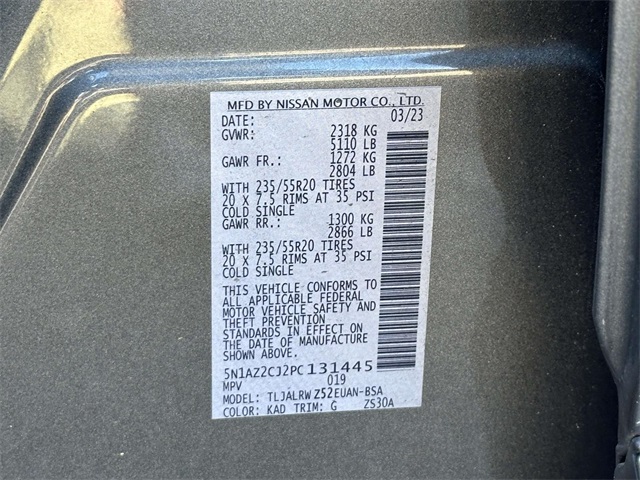 MFD BY NISSAN MOTOR CO., LTD.
DATE: 03/23
GVWR: 2318 KG
5110 LB
GAWR FR.: 1272 KG
2804 LB
WITH 235/55R20 TIRES
20 X 7.5 RIMS AT 35 PSI
COLD SINGLE
GAWR RR.: 1300 KG
2866 LB
WITH 235/55R20 TIRES
20 X 7.5 RIMS AT 35 PSI
COLD SINGLE
THIS VEHICLE CONFORMS TO
ALL APPLICABLE FEDERAL
MOTOR VEHICLE SAFETY AND
THEFT PREVENTION
STANDARDS IN EFFECT ON
THE DATE OF MANUFACTURE
SHOWN ABOVE.
5N1AZ2CJ2PC131445
MPV 019
MODEL: TLJALRW Z52EUAN-BSA
COLOR: KAD TRIM: G ZS30A